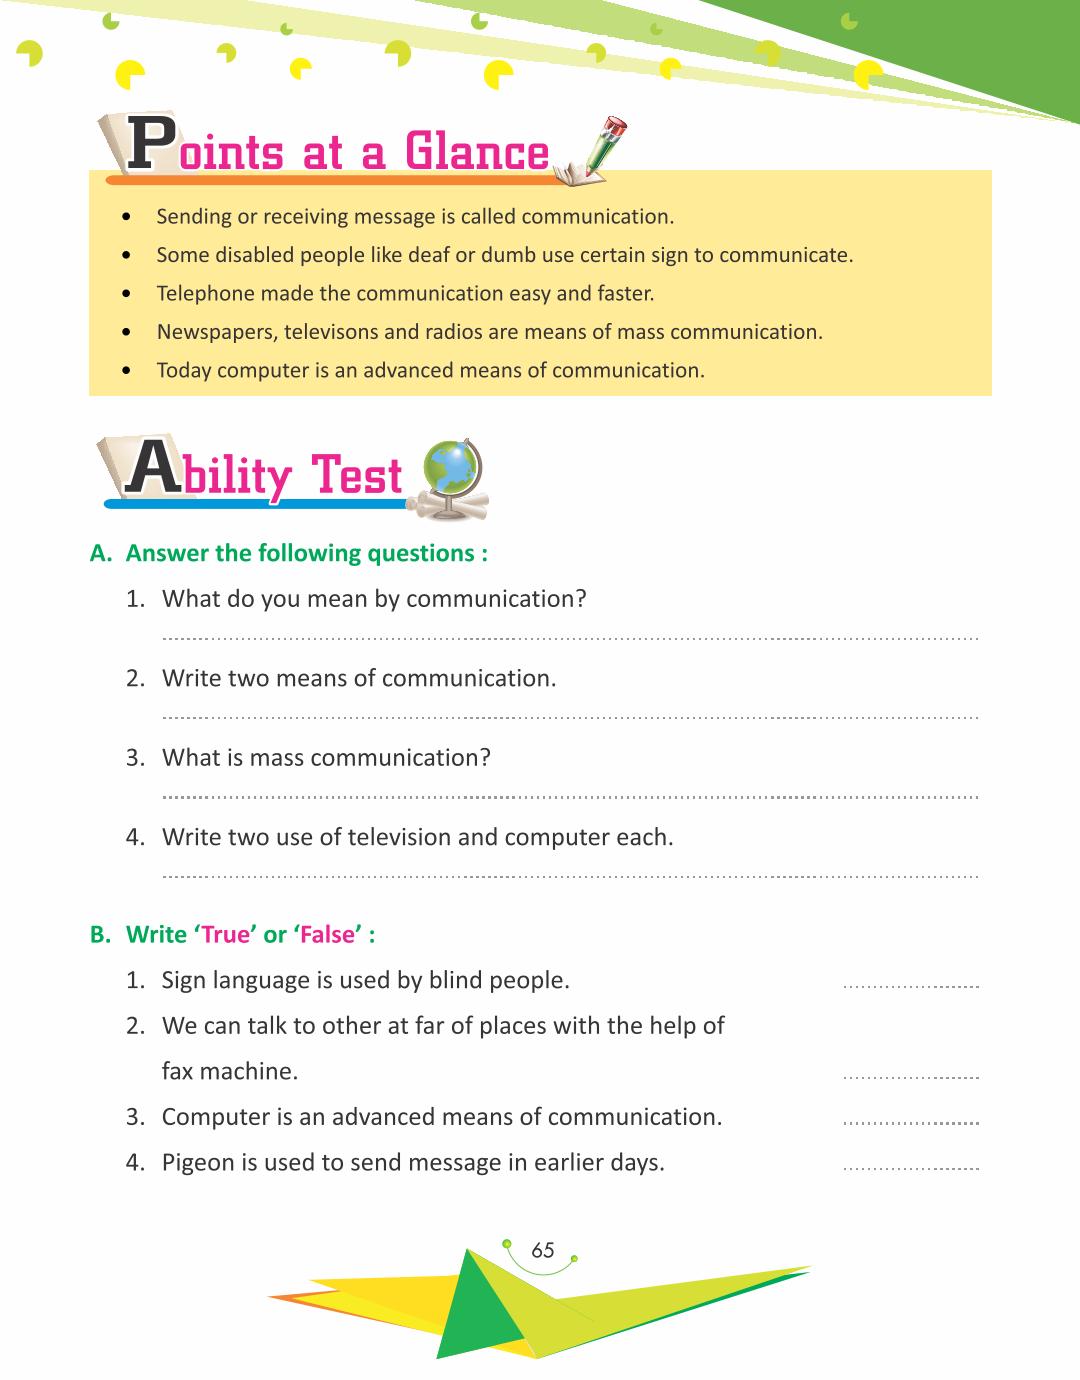 Points at a Glance
• Sending or receiving message is called communication.
• Some disabled people like deaf or dumb use certain sign to communicate.
• Telephone made the communication easy and faster.
• Newspapers, televisons and radios are means of mass communication.
• Today computer is an advanced means of communication.
Ability Test
A. Answer the following questions :
1. What do you mean by communication?
2. Write two means of communication.
3. What is mass communication?
4. Write two use of television and computer each.
B. Write ‘True’ or ‘False’ :
1. Sign language is used by blind people.
2. We can talk to other at far of places with the help of
fax machine.
3. Computer is an advanced means of communication.
4. Pigeon is used to send message in earlier days.
65